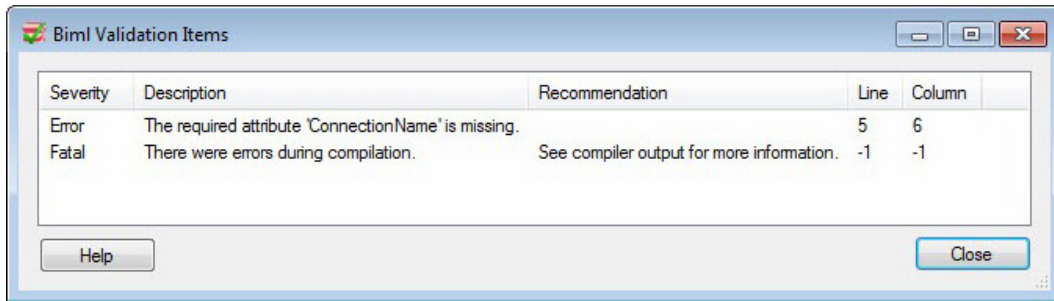 Biml Validation Items
Severity Description Recommendation Line Column
Error The required attribute 'ConnectionName' is missing. 5 6
Fatal There were errors during compilation. See compiler output for more information. -1 -1
Help Close